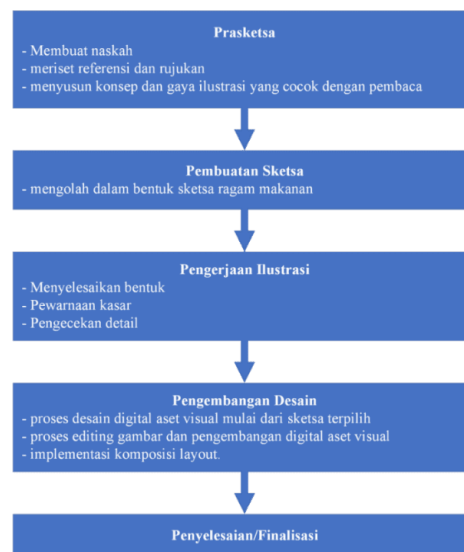 Prasketsa
- Membuat naskah
- meriset referensi dan rujukan
- menyusun konsep dan gaya ilustrasi yang cocok dengan pembaca
Pembuatan Sketsa
- mengolah dalam bentuk sketsa ragam makanan
Pengerjaan Ilustrasi
- Menyelesaikan bentuk
- Pewarnaan kasar
- Pengecekan detail
Pengembangan Desain
- proses desain digital aset visual mulai dari sketsa terpilih
- proses editing gambar dan pengembangan digital aset visual
- implementasi komposisi layout.
Penyelesaian/Finalisasi